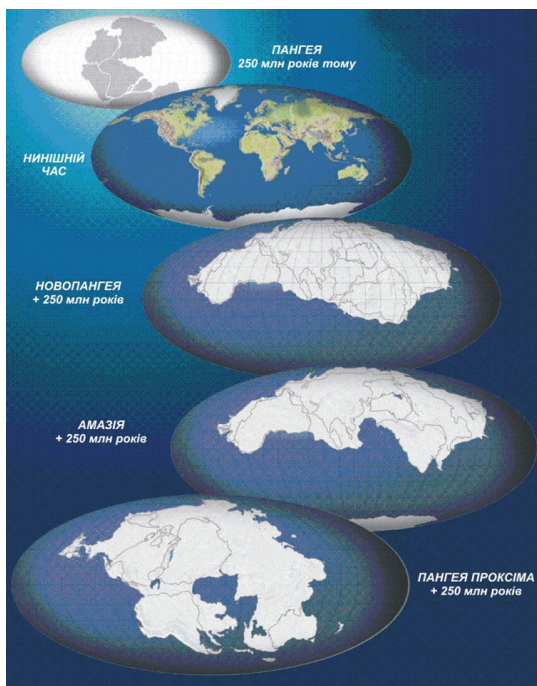 ПАНГЕЯ
250 млн років тому
НИНІШНІЙ
ЧАС
НОВОПАНГЕЯ
+ 250 млн років
АМАЗІЯ
+ 250 млн років
ПАНГЕЯ ПРОКСІМА
+ 250 млн років